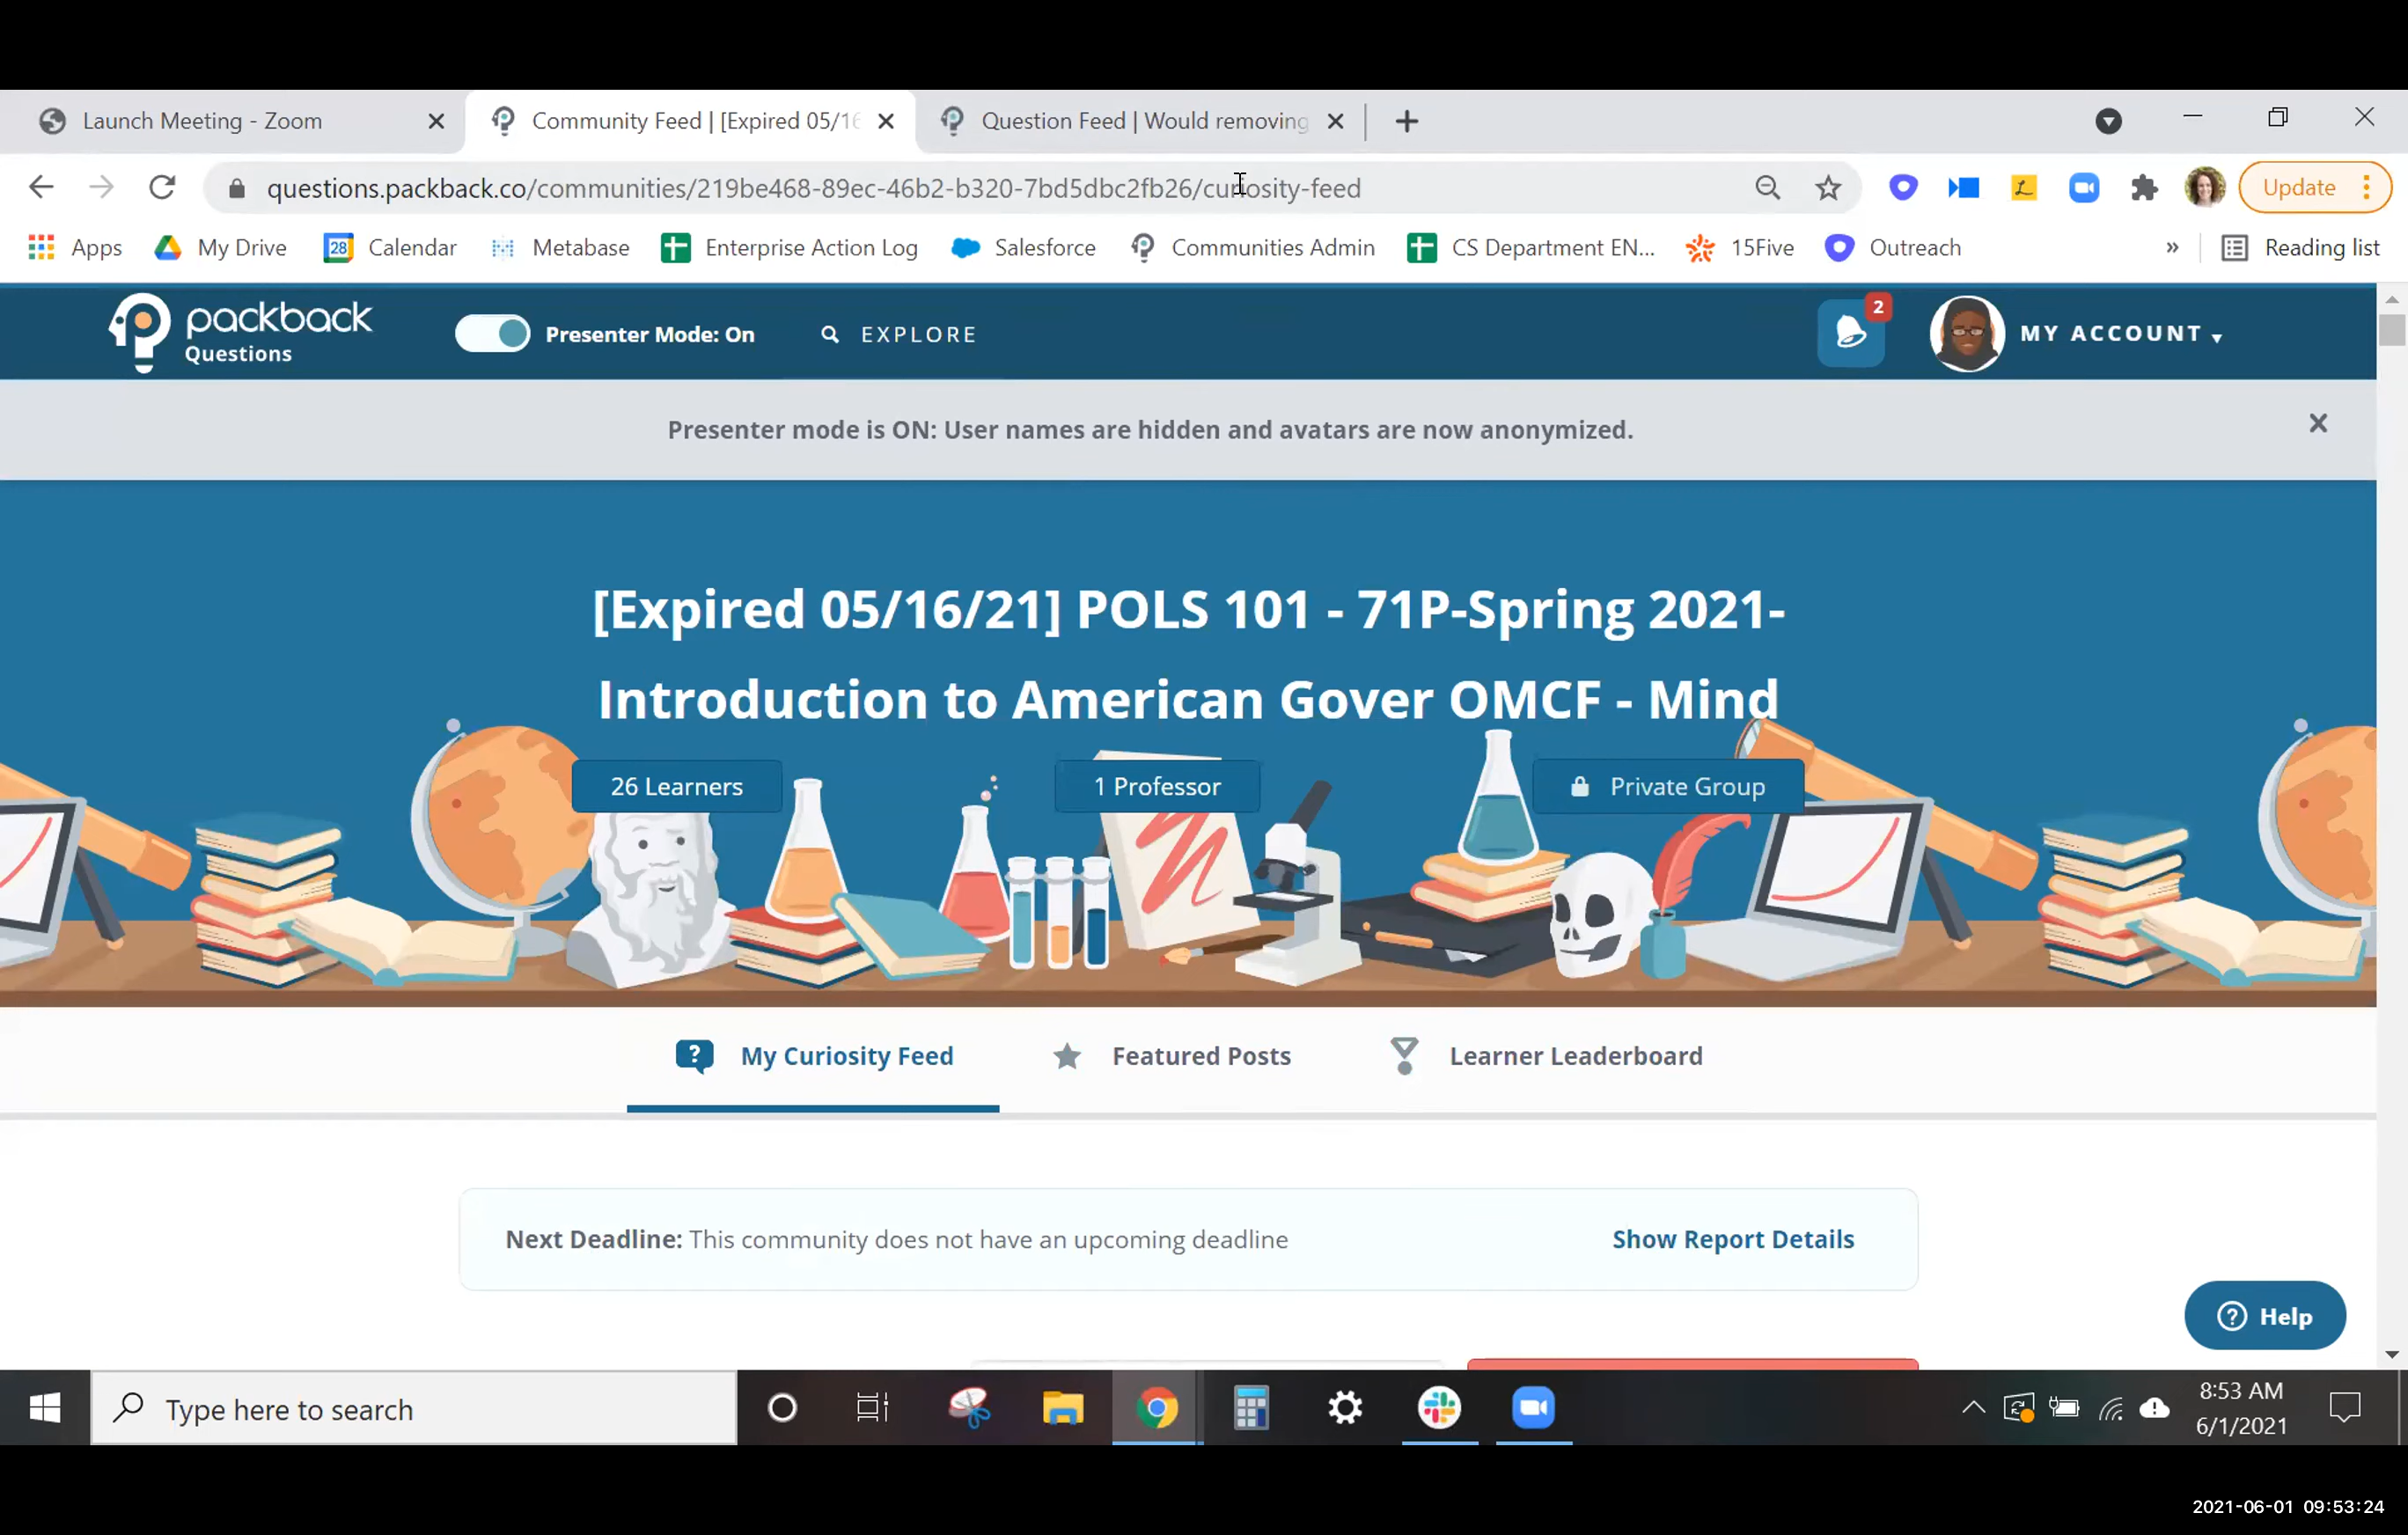 Launch Meeting - Zoom
Community Feed | [Expired 05/16
Question Feed | Would removing
questions.packback.co/communities/219be468-89ec-46b2-b320-7bd5dbc2fb26/curiosity-feed
Update
Apps
My Drive
28
Calendar
Metabase
Enterprise Action Log
Salesforce
Communities Admin
CS Department EN...
15Five
Outreach
»
Reading list
packback
Questions
Presenter Mode: On
EXPLORE
2
MY ACCOUNT
Presenter mode is ON: User names are hidden and avatars are now anonymized.
[Expired 05/16/21] POLS 101 - 71P-Spring 2021-
Introduction to American Gover OMCF - Mind
26 Learners
1 Professor
Private Group
My Curiosity Feed
Featured Posts
Learner Leaderboard
Next Deadline: This community does not have an upcoming deadline
Show Report Details
Help
Type here to search
8:53 AM
6/1/2021
2021-06-01 09:53:24